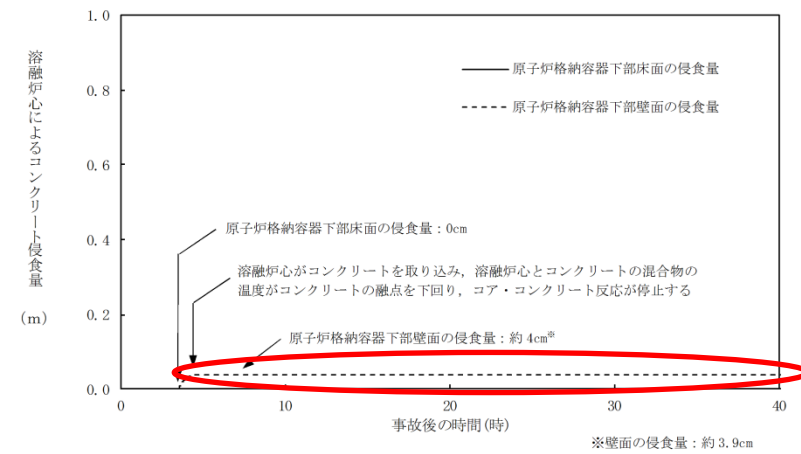 溶融炉心によるコンクリート侵食量
(m)
1.0
0.8
0.6
0.4
0.2
0.0
原子炉格納容器下部床面の侵食量
原子炉格納容器下部壁面の侵食量
原子炉格納容器下部床面の侵食量：0cm
溶融炉心がコンクリートを取り込み，溶融炉心とコンクリートの混合物の
温度がコンクリートの融点を下回り，コア・コンクリート反応が停止する
原子炉格納容器下部壁面の侵食量：約4cm※
0 10 20 30 40
事故後の時間(時)
※壁面の侵食量：約3.9cm